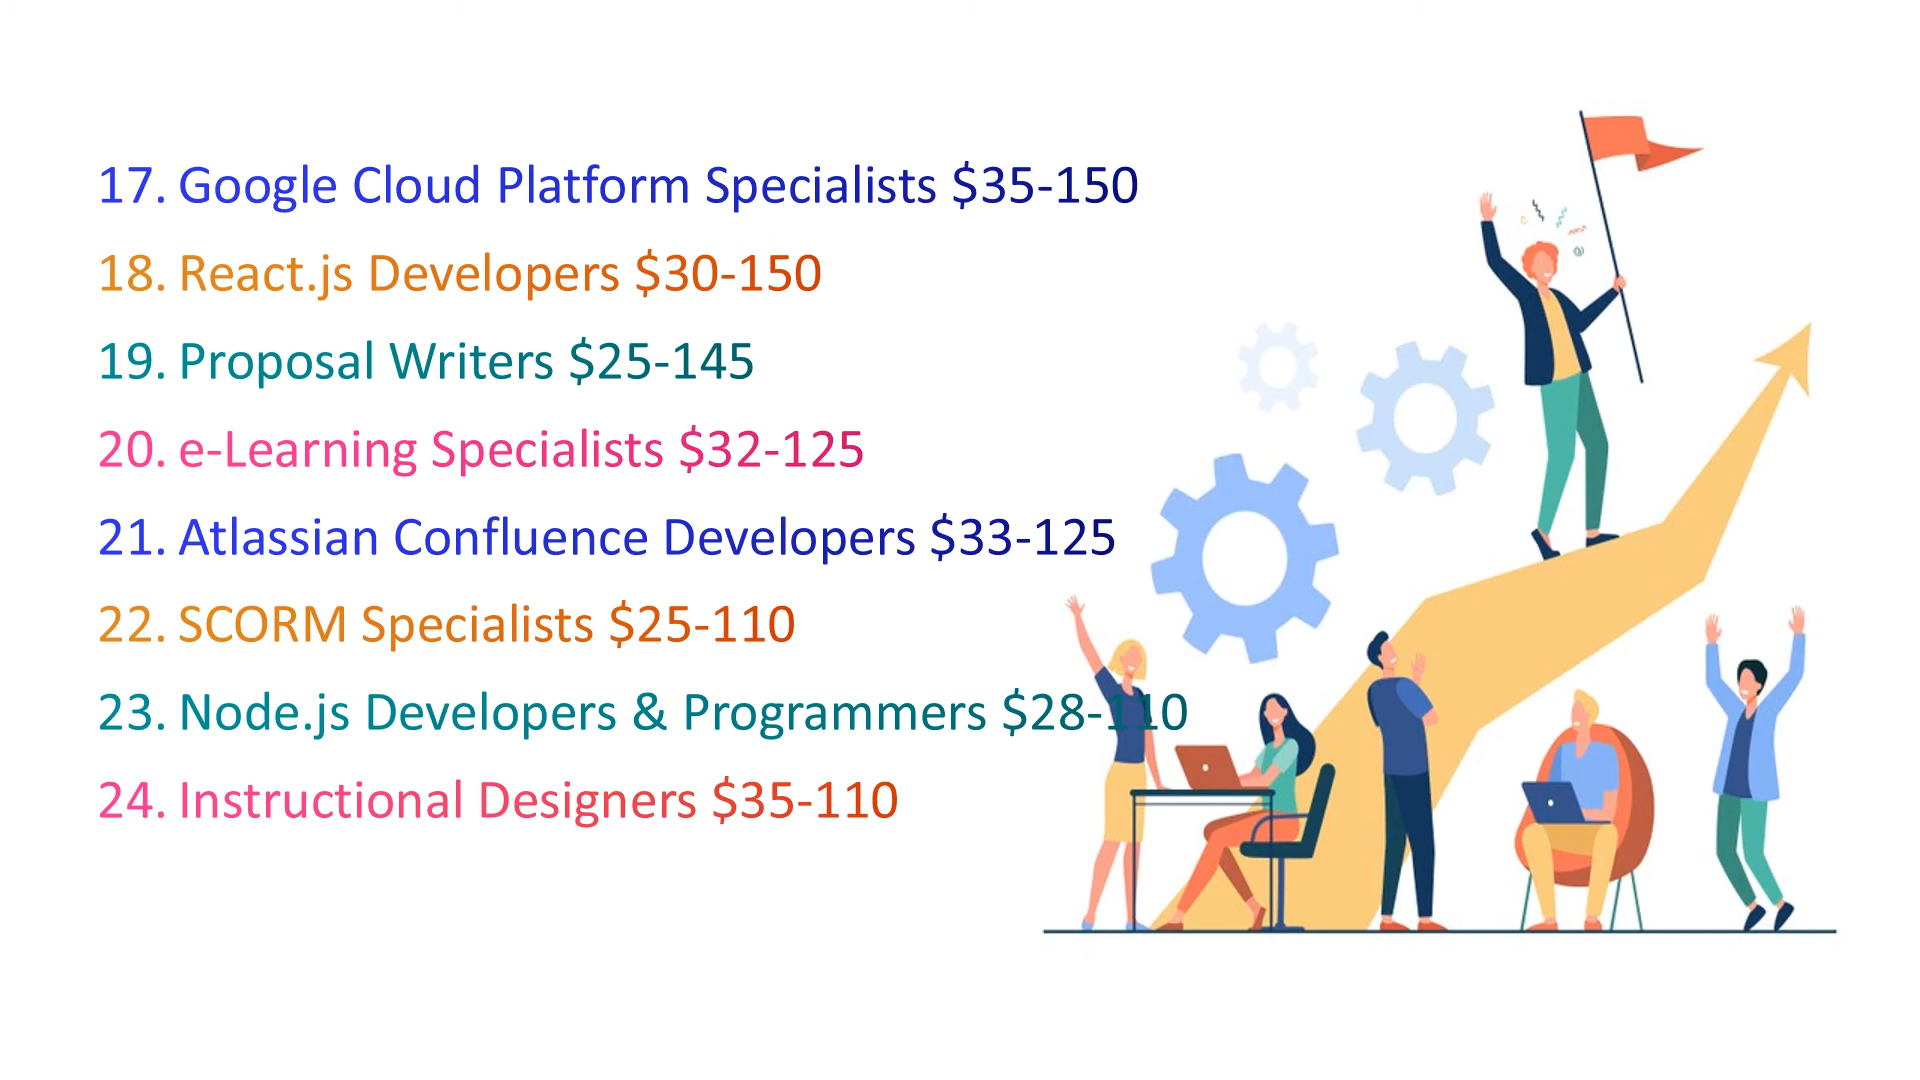 17. Google Cloud Platform Specialists $35-150
18. React.js Developers $30-150
19. Proposal Writers $25-145
20. e-Learning Specialists $32-125
21. Atlassian Confluence Developers $33-125
22. SCORM Specialists $25-110
23. Node.js Developers & Programmers $28-110
24. Instructional Designers $35-110